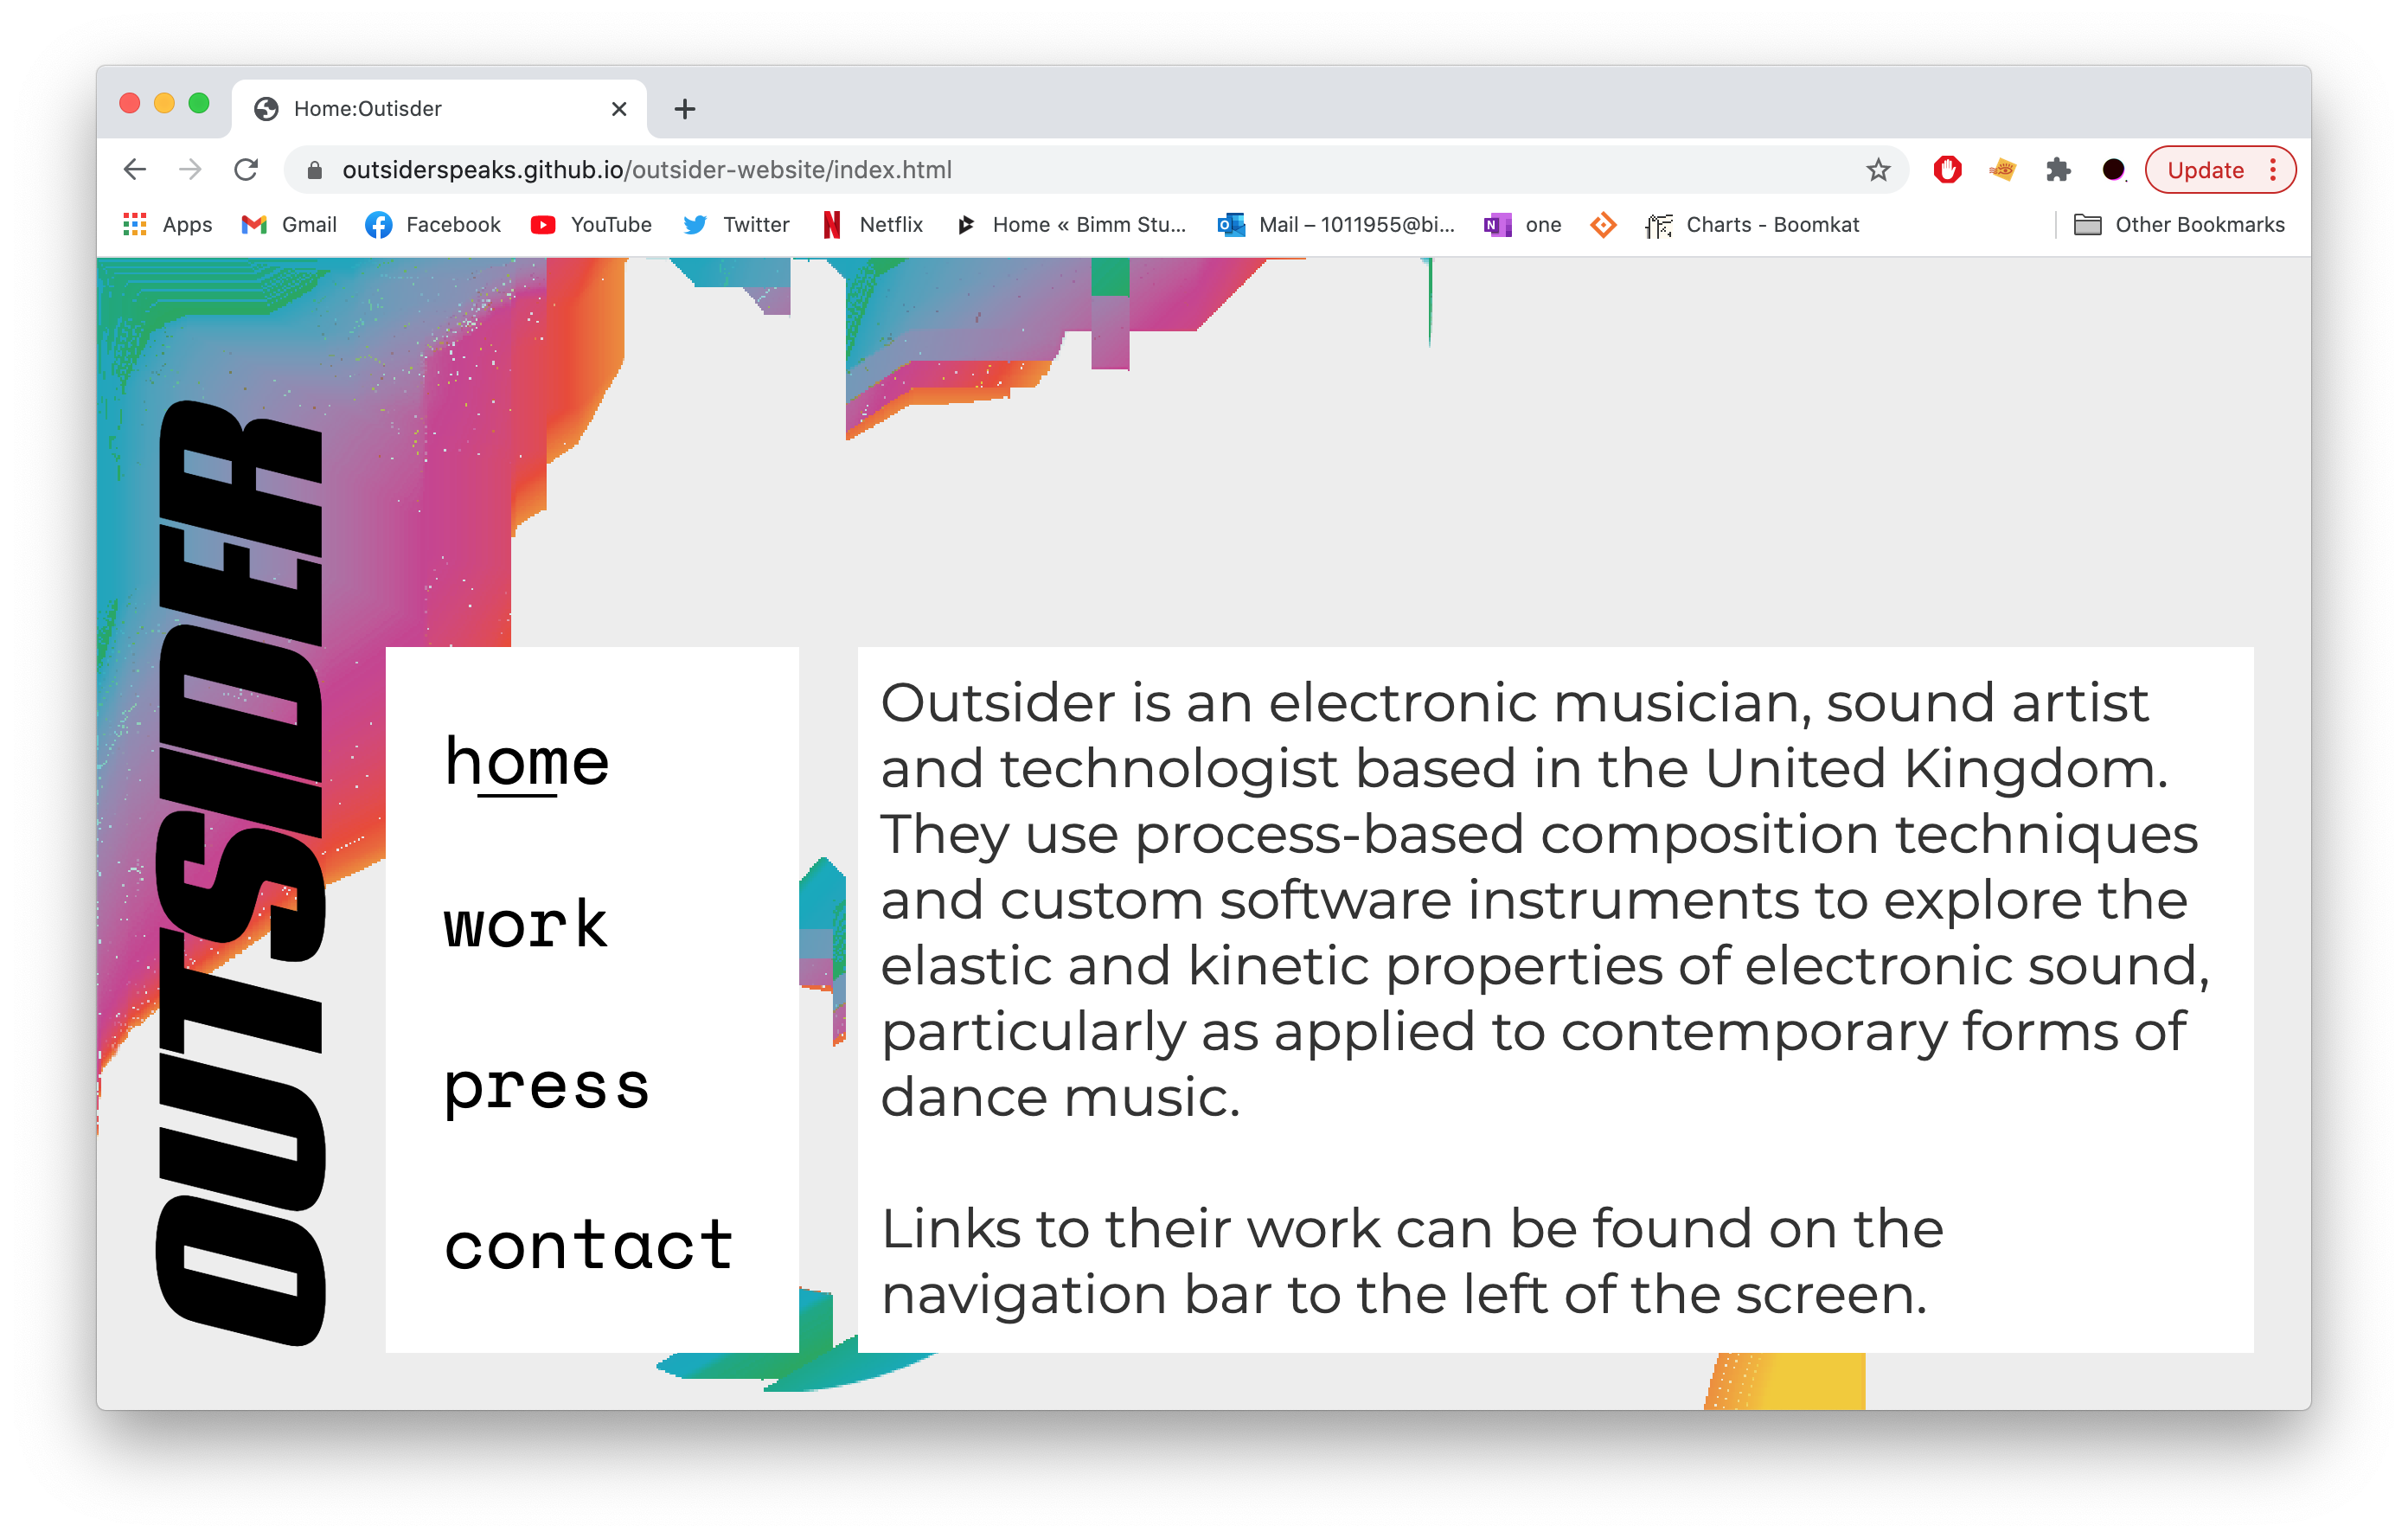 Home:Outisder
outsiderspeaks.github.io/outsider-website/index.html
Update
Apps Gmail Facebook YouTube Twitter Netflix Home « Bimm Stu... Mail – 1011955@bi... one Charts - Boomkat Other Bookmarks
OUTSIDER
home
work
press
contact
Outsider is an electronic musician, sound artist
and technologist based in the United Kingdom.
They use process-based composition techniques
and custom software instruments to explore the
elastic and kinetic properties of electronic sound,
particularly as applied to contemporary forms of
dance music.
Links to their work can be found on the
navigation bar to the left of the screen.